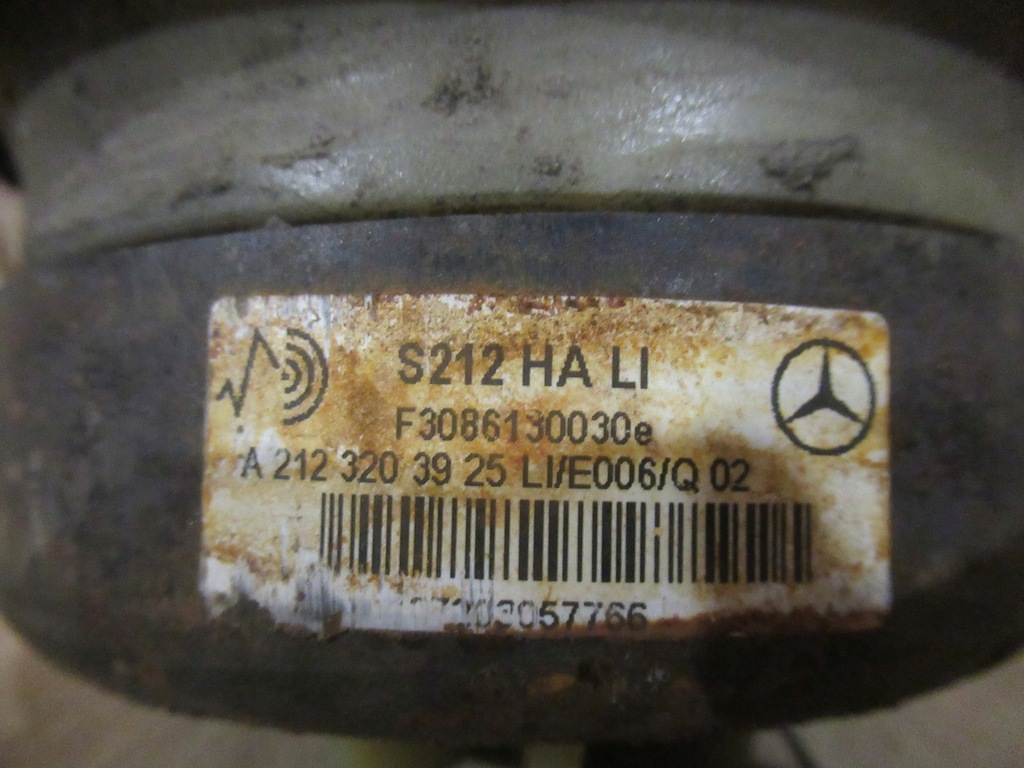 S212 HA LI
F3086130030e
A 212 320 39 25 LI/E006/Q 02